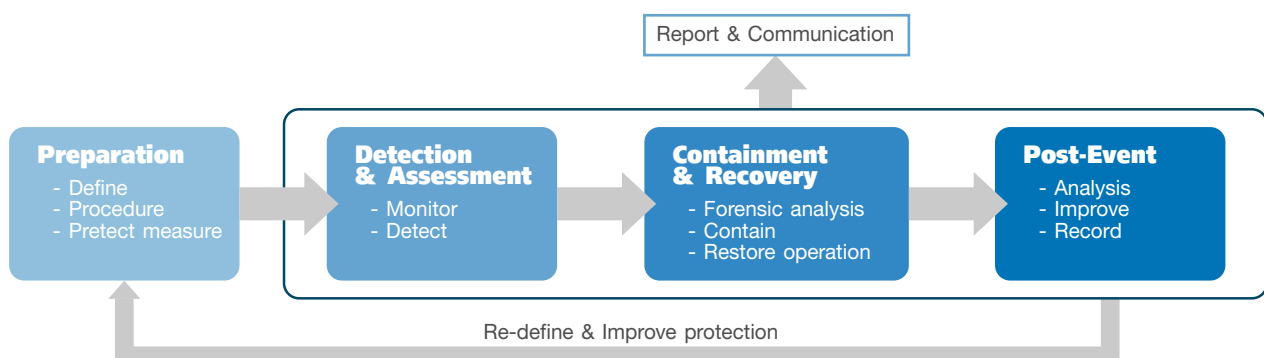 Report & Communication
Preparation
- Define
- Procedure
- Pretect measure
Detection
& Assessment
- Monitor
- Detect
Containment
& Recovery
- Forensic analysis
- Contain
- Restore operation
Post-Event
- Analysis
- Improve
- Record
Re-define & Improve protection